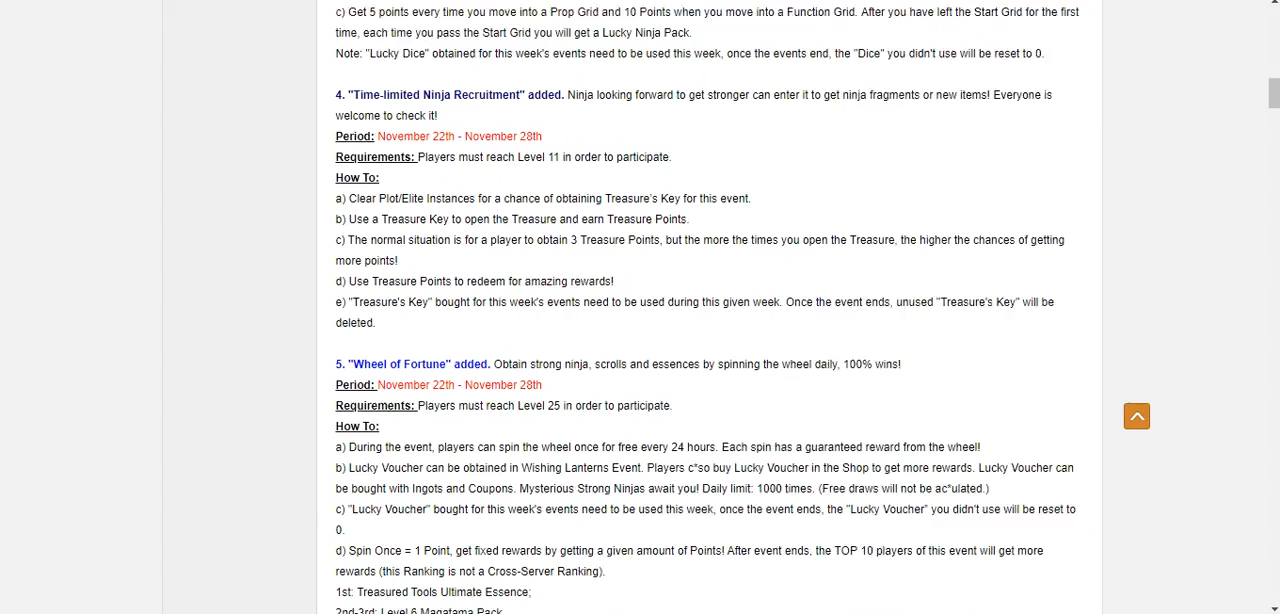 c) Get 5 points every time you move into a Prop Grid and 10 Points when you move into a Function Grid. After you have left the Start Grid for the first
time, each time you pass the Start Grid you will get a Lucky Ninja Pack.
Note: "Lucky Dice" obtained for this week's events need to be used this week, once the events end, the "Dice" you didn't use will be reset to 0.
4. "Time-limited Ninja Recruitment" added. Ninja looking forward to get stronger can enter it to get ninja fragments or new items! Everyone is
welcome to check it!
Period: November 22th - November 28th
Requirements: Players must reach Level 11 in order to participate.
How To:
a) Clear Plot/Elite Instances for a chance of obtaining Treasure's Key for this event.
b) Use a Treasure Key to open the Treasure and earn Treasure Points.
c) The normal situation is for a player to obtain 3 Treasure Points, but the more the times you open the Treasure, the higher the chances of getting
more points!
d) Use Treasure Points to redeem for amazing rewards!
e) "Treasure's Key" bought for this week's events need to be used during this given week. Once the event ends, unused "Treasure's Key" will be
deleted.
5. "Wheel of Fortune" added. Obtain strong ninja, scrolls and essences by spinning the wheel daily, 100% wins!
Period: November 22th - November 28th
Requirements: Players must reach Level 25 in order to participate.
How To:
a) During the event, players can spin the wheel once for free every 24 hours. Each spin has a guaranteed reward from the wheel!
b) Lucky Voucher can be obtained in Wishing Lanterns Event. Players c*so buy Lucky Voucher in the Shop to get more rewards. Lucky Voucher can
be bought with Ingots and Coupons. Mysterious Strong Ninjas await you! Daily limit: 1000 times. (Free draws will not be ac*ulated.)
c) "Lucky Voucher" bought for this week's events need to be used this week, once the event ends, the "Lucky Voucher" you didn't use will be reset to
0.
d) Spin Once = 1 Point, get fixed rewards by getting a given amount of Points! After event ends, the TOP 10 players of this event will get more
rewards (this Ranking is not a Cross-Server Ranking).
1st: Treasured Tools Ultimate Essence;
2nd-3rd: Level 6 Magatama Pack